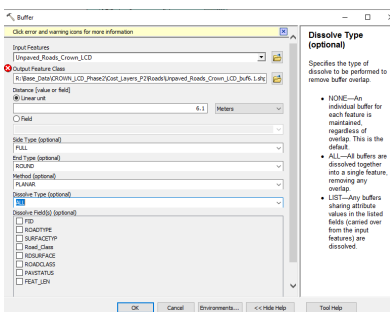 Buffer
Click error and warning icons for more information
Input Features
Unpaved_Roads_Crown_LCD
Output Feature Class
R:\Base_Data\CROWN_LCD_Phase2\Cost_Layers_P2\Roads\Unpaved_Roads_Crown_LCD_buf6.1.shp
Distance [value or field]
Linear unit
6.1 Meters
Field
Side Type (optional)
FULL
End Type (optional)
ROUND
Method (optional)
PLANAR
Dissolve Type (optional)
ALL
Dissolve Field(s) (optional)
FID
ROADTYPE
SURFACETYP
Road_Class
RDSURFACE
ROADCLASS
PAVSTATUS
FEAT_LEN
OK Cancel Environments... << Hide Help Tool Help
Dissolve Type (optional)
Specifies the type of
dissolve to be performed to
remove buffer overlap.
• NONE—An
individual buffer for
each feature is
maintained,
regardless of
overlap. This is the
default.
• ALL—All buffers are
dissolved together
into a single feature,
removing any
overlap.
• LIST—Any buffers
sharing attribute
values in the listed
fields (carried over
from the input
features) are
dissolved.